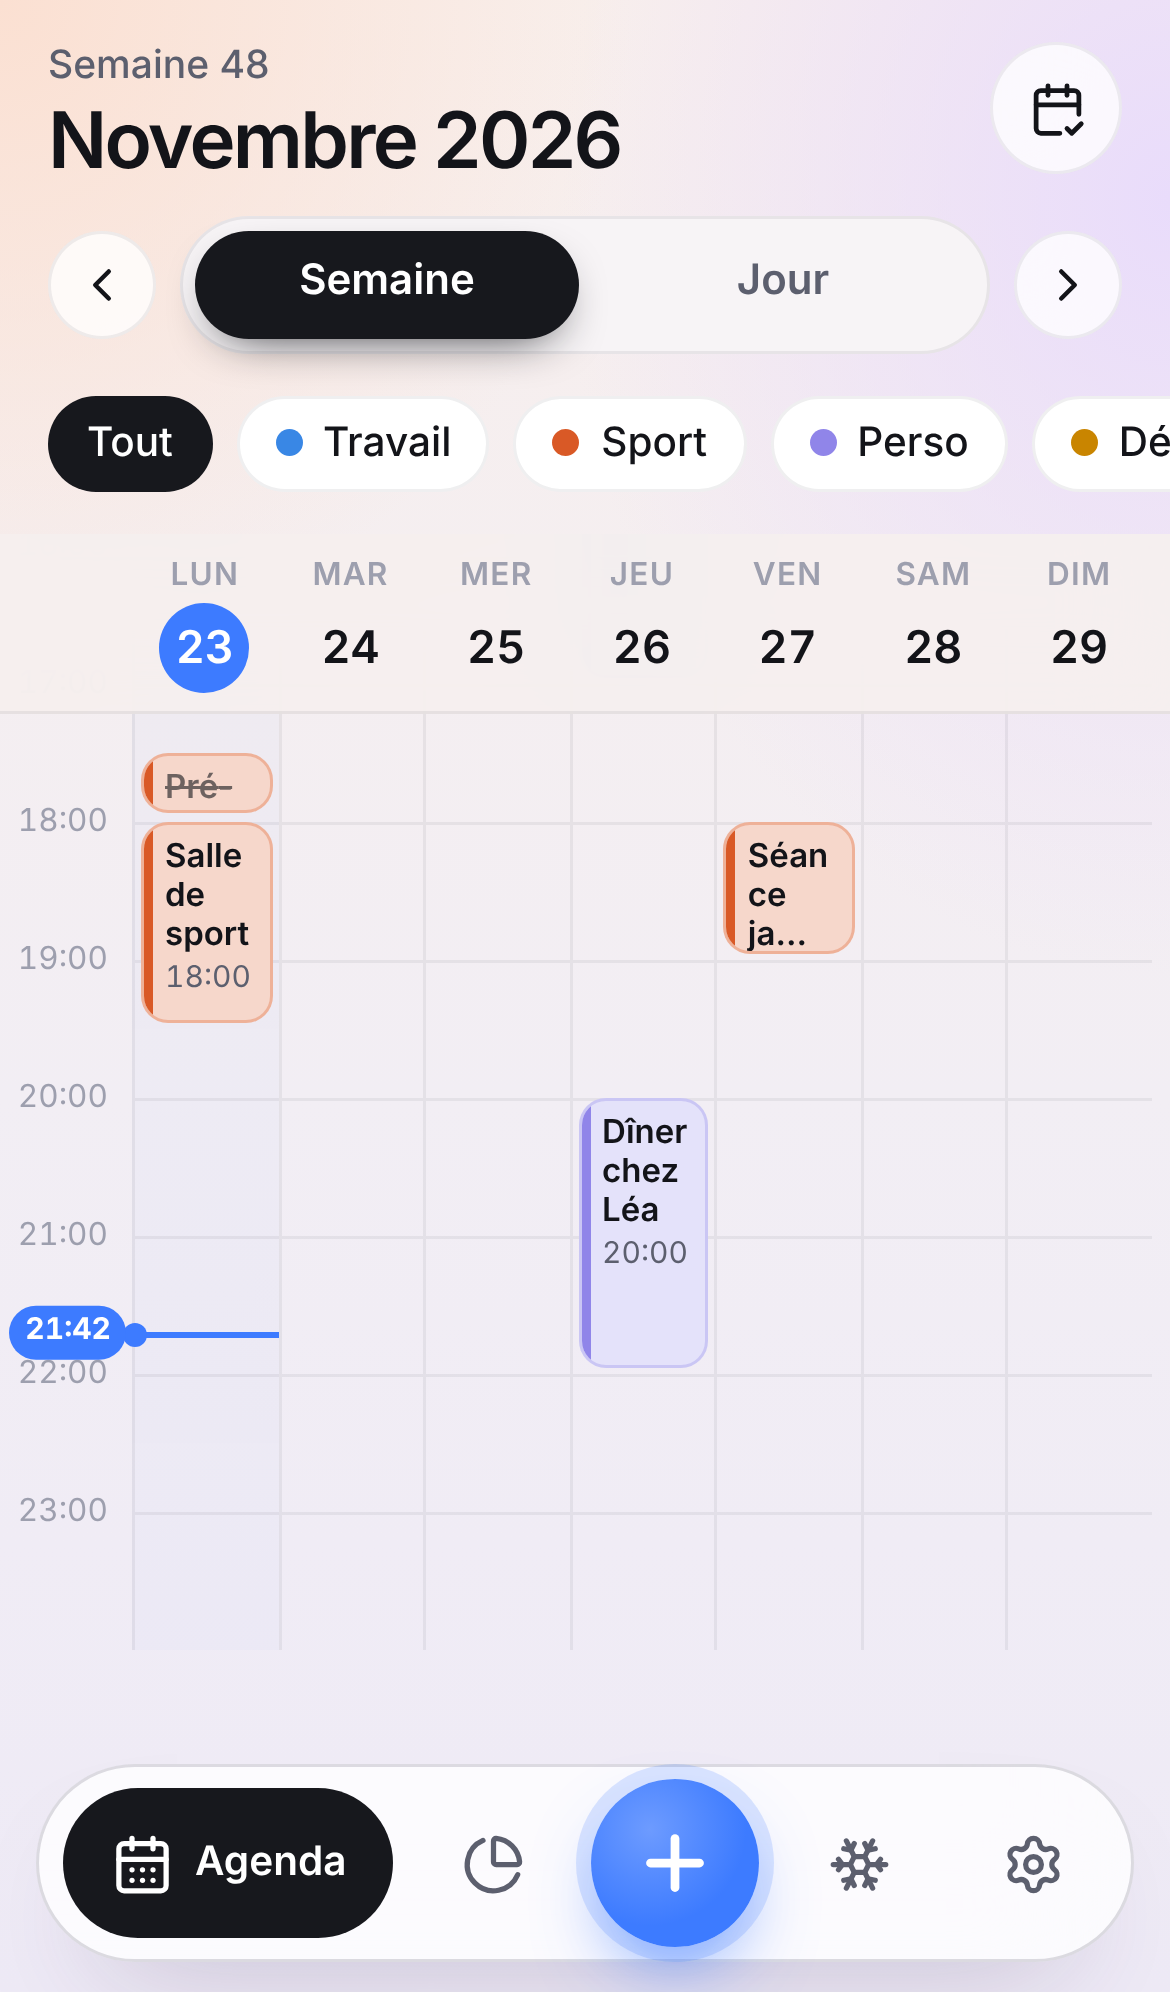 Semaine 48
Novembre 2026
Semaine
Jour
Tout
Travail
Sport
Perso
Dé
LUN
MAR
MER
JEU
VEN
SAM
DIM
23
24
25
26
27
28
29
Pré-
18:00
Salle
de
sport
18:00
Séan
ce
ja...
19:00
20:00
Dîner
chez
Léa
20:00
21:00
21:42
22:00
23:00
Agenda